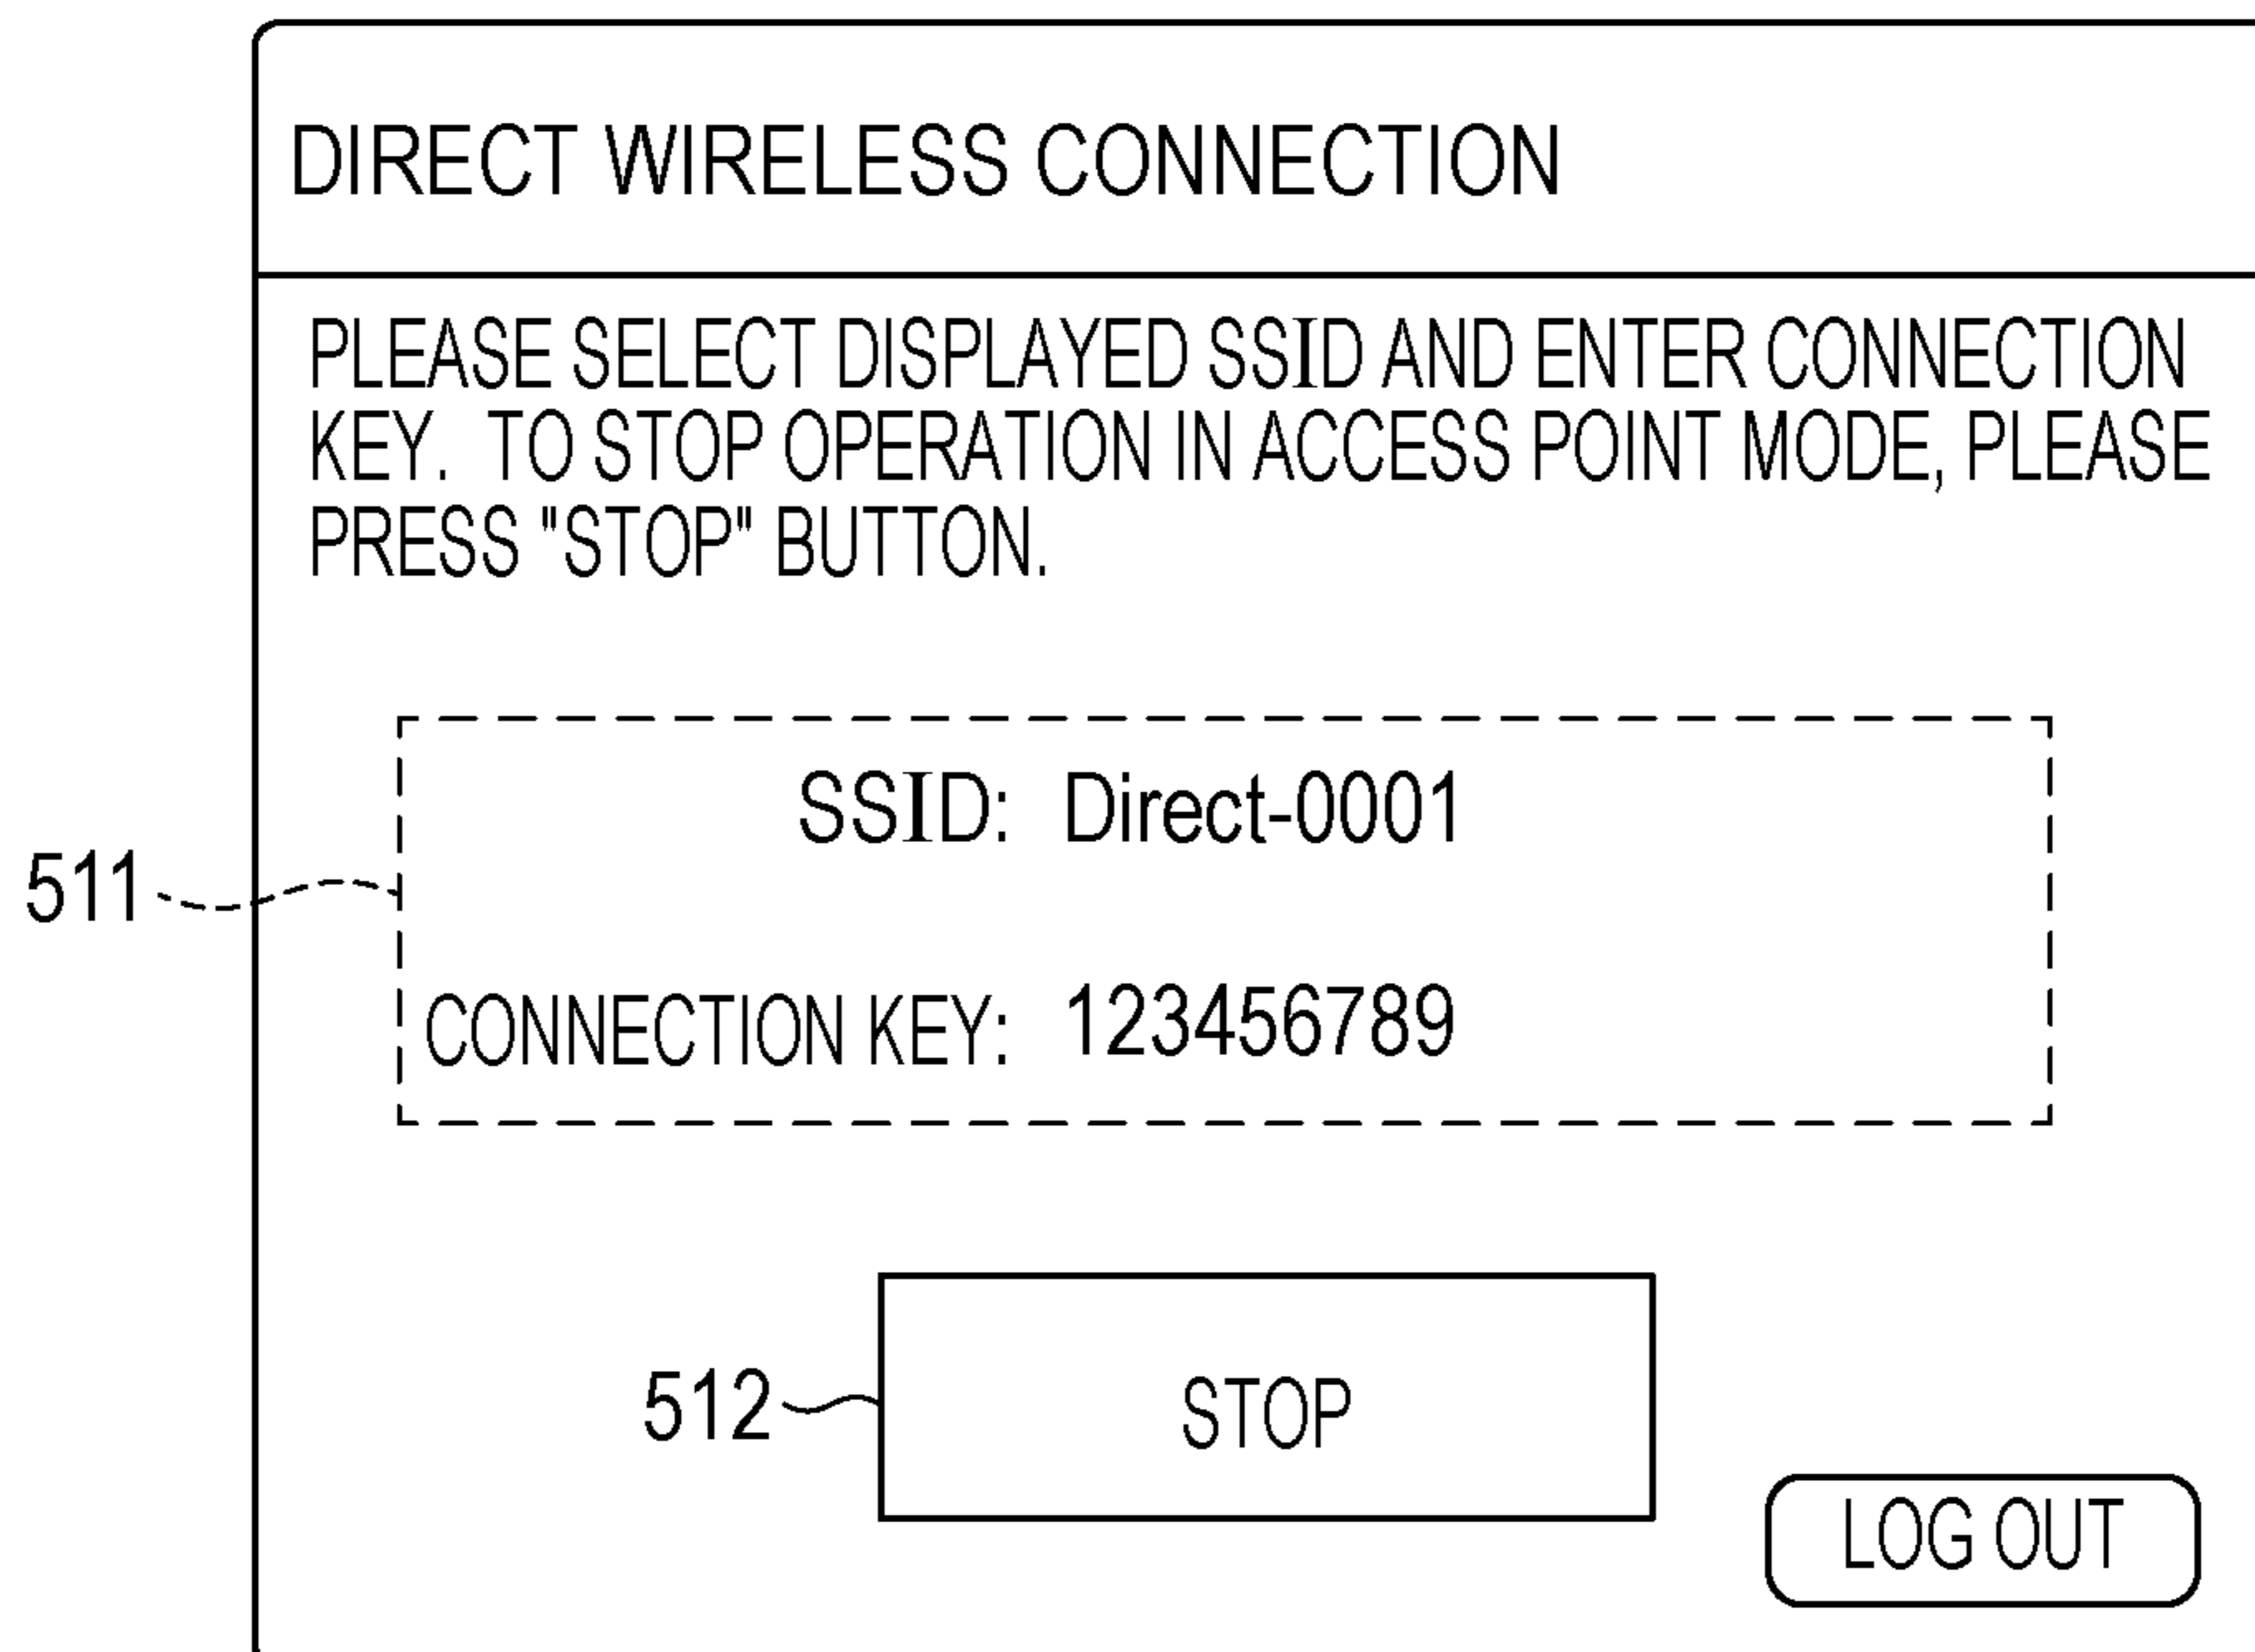 DIRECT WIRELESS CONNECTION
PLEASE SELECT DISPLAYED SSID AND ENTER CONNECTION
KEY. TO STOP OPERATION IN ACCESS POINT MODE, PLEASE
PRESS "STOP" BUTTON.
SSID: Direct-0001
511
CONNECTION KEY: 123456789
512
STOP
LOG OUT